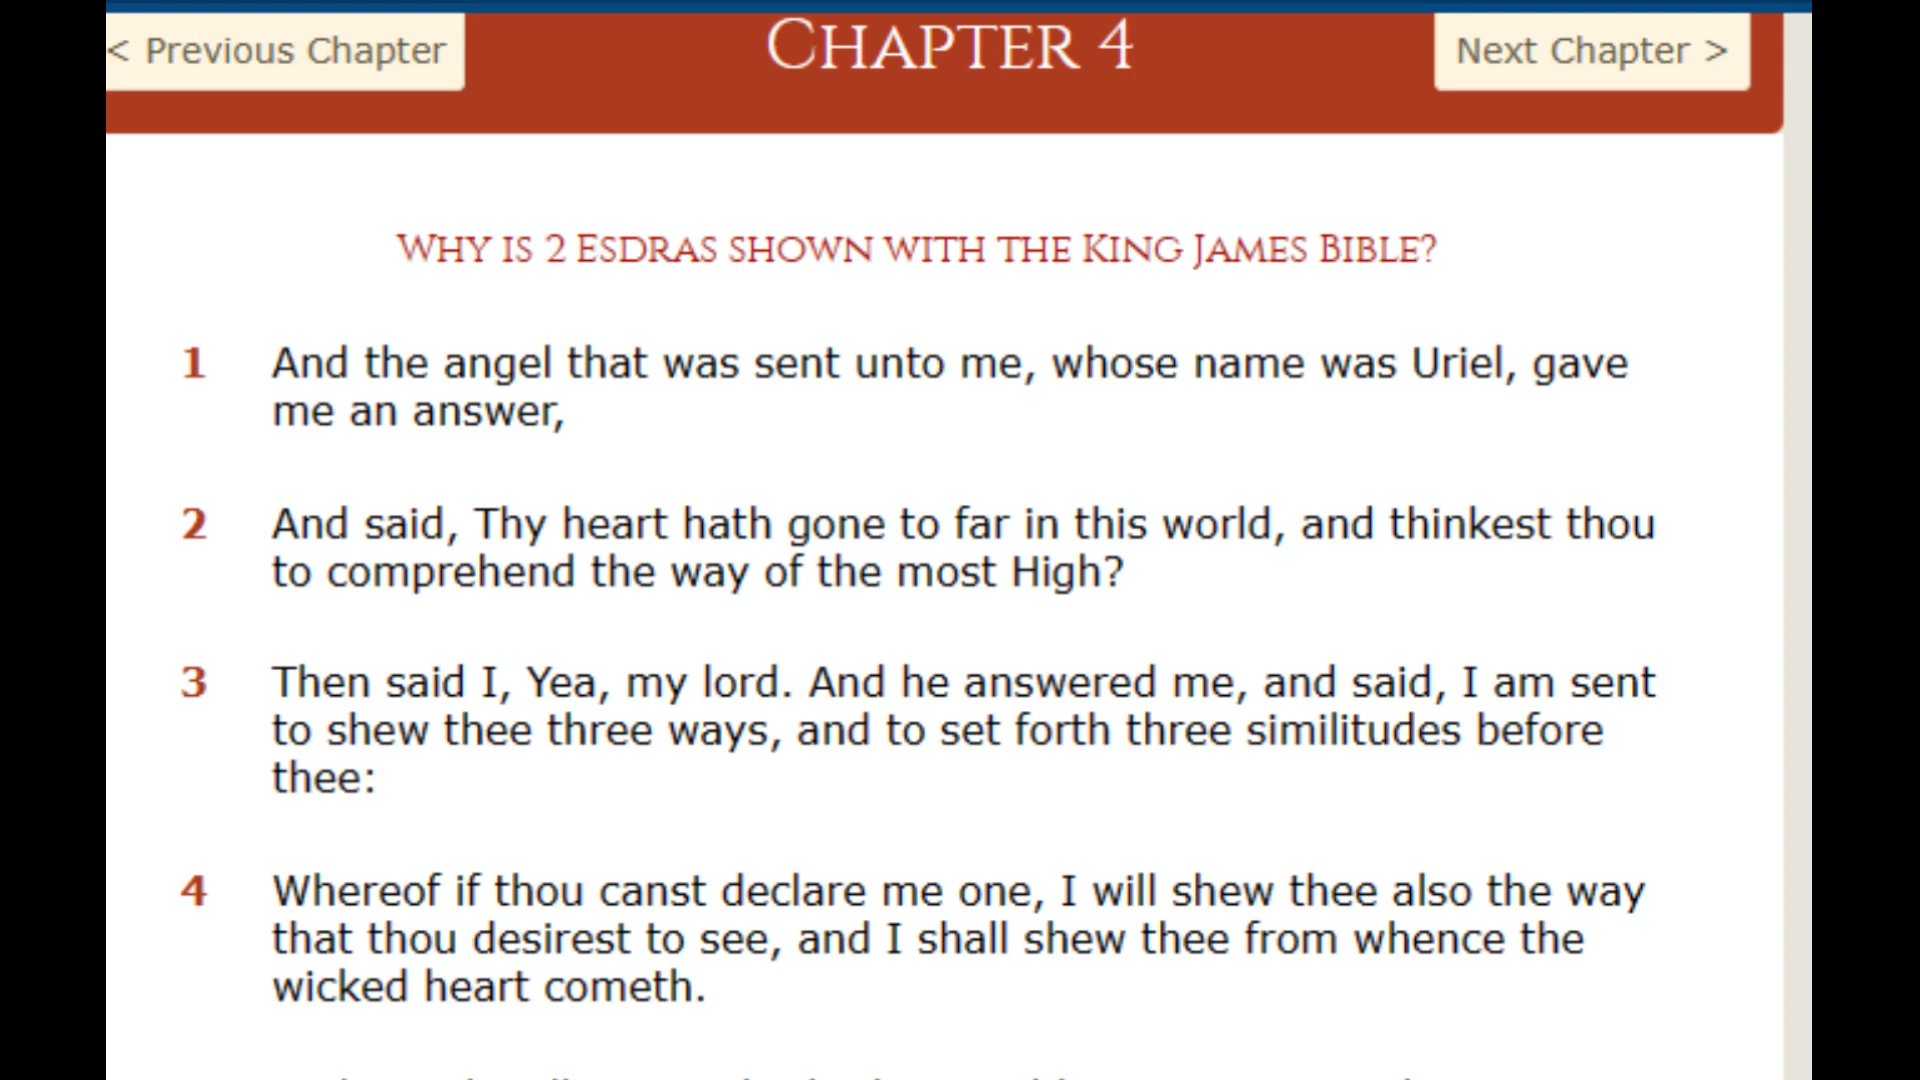 < Previous Chapter
Chapter 4
Next Chapter >
Why is 2 Esdras shown with the King James Bible?
1 And the angel that was sent unto me, whose name was Uriel, gave
me an answer,
2 And said, Thy heart hath gone to far in this world, and thinkest thou
to comprehend the way of the most High?
3 Then said I, Yea, my lord. And he answered me, and said, I am sent
to shew thee three ways, and to set forth three similitudes before
thee:
4 Whereof if thou canst declare me one, I will shew thee also the way
that thou desirest to see, and I shall shew thee from whence the
wicked heart cometh.